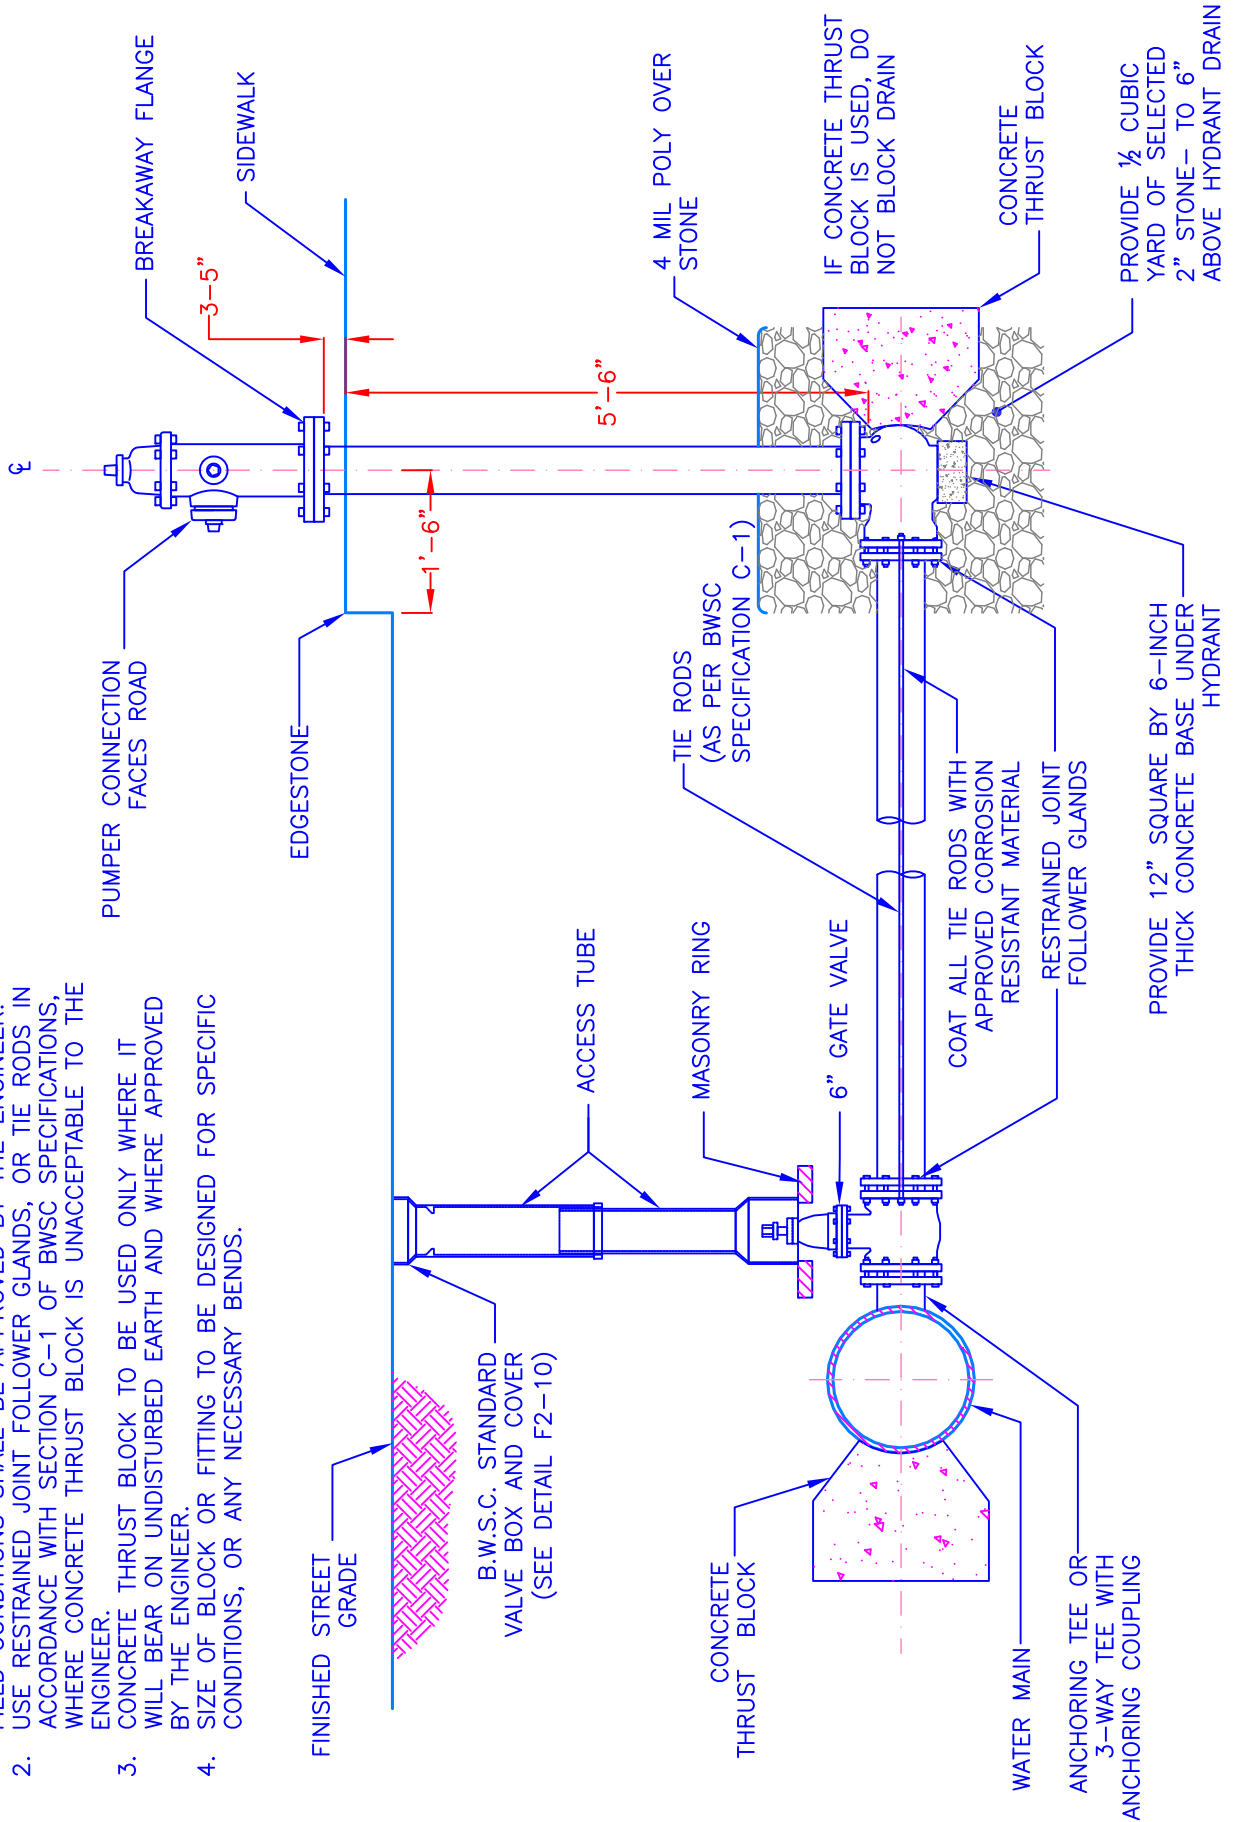 2. USE RESTRAINED JOINT FOLLOWER GLANDS, OR TIE RODS IN
ACCORDANCE WITH SECTION C-1 OF BWSC SPECIFICATIONS,
WHERE CONCRETE THRUST BLOCK IS UNACCEPTABLE TO THE
ENGINEER.
3. CONCRETE THRUST BLOCK TO BE USED ONLY WHERE IT
WILL BEAR ON UNDISTURBED EARTH AND WHERE APPROVED
BY THE ENGINEER.
4. SIZE OF BLOCK OR FITTING TO BE DESIGNED FOR SPECIFIC
CONDITIONS, OR ANY NECESSARY BENDS.
℄
BREAKAWAY FLANGE
3-5"
SIDEWALK
PUMPER CONNECTION
FACES ROAD
EDGESTONE
1'-6"
5'-6"
FINISHED STREET
GRADE
B.W.S.C. STANDARD
VALVE BOX AND COVER
(SEE DETAIL F2-10)
ACCESS TUBE
MASONRY RING
6" GATE VALVE
TIE RODS
(AS PER BWSC
SPECIFICATION C-1)
4 MIL POLY OVER
STONE
IF CONCRETE THRUST
BLOCK IS USED, DO
NOT BLOCK DRAIN
CONCRETE
THRUST BLOCK
PROVIDE ½ CUBIC
YARD OF SELECTED
2" STONE- TO 6"
ABOVE HYDRANT DRAIN
CONCRETE
THRUST BLOCK
WATER MAIN
ANCHORING TEE OR
3-WAY TEE WITH
ANCHORING COUPLING
COAT ALL TIE RODS WITH
APPROVED CORROSION
RESISTANT MATERIAL
RESTRAINED JOINT
FOLLOWER GLANDS
PROVIDE 12" SQUARE BY 6-INCH
THICK CONCRETE BASE UNDER
HYDRANT